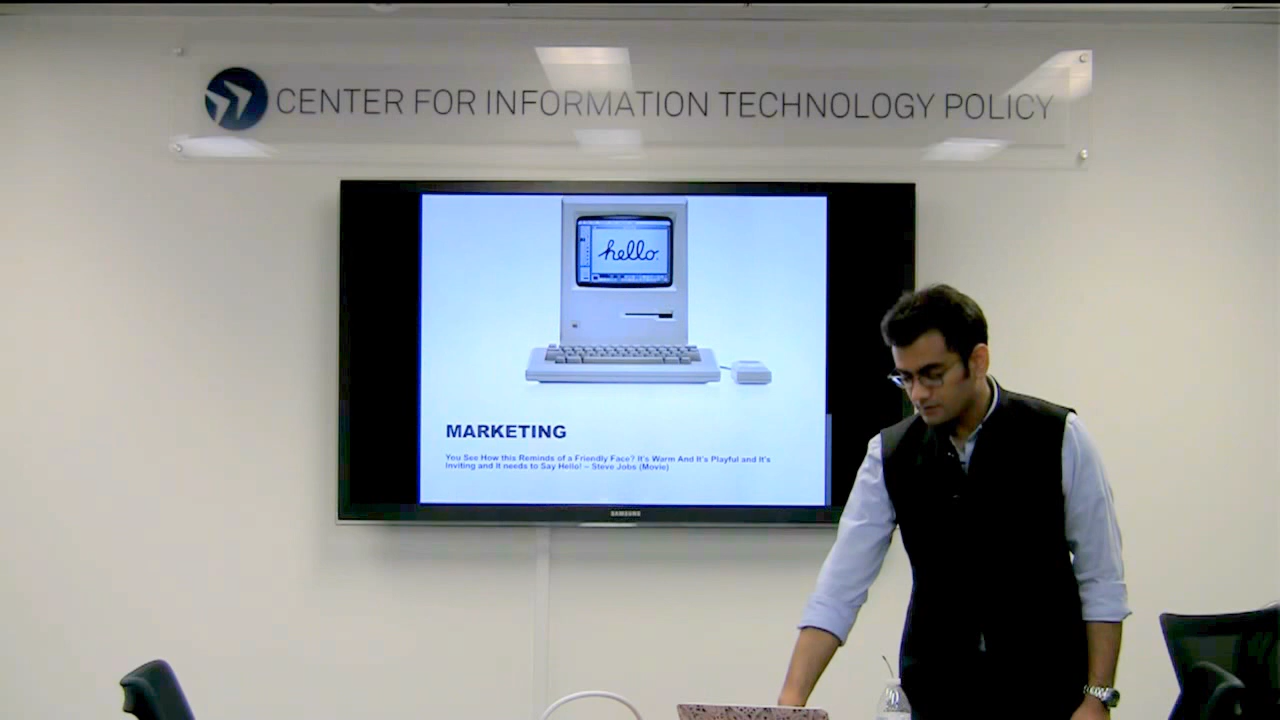 CENTER FOR INFORMATION TECHNOLOGY POLICY
hello.
MARKETING
You See How this Reminds of a Friendly Face? It's Warm And It's Playful and It's
Inviting and It needs to Say Hello! – Steve Jobs (Movie)
SAMSUNG